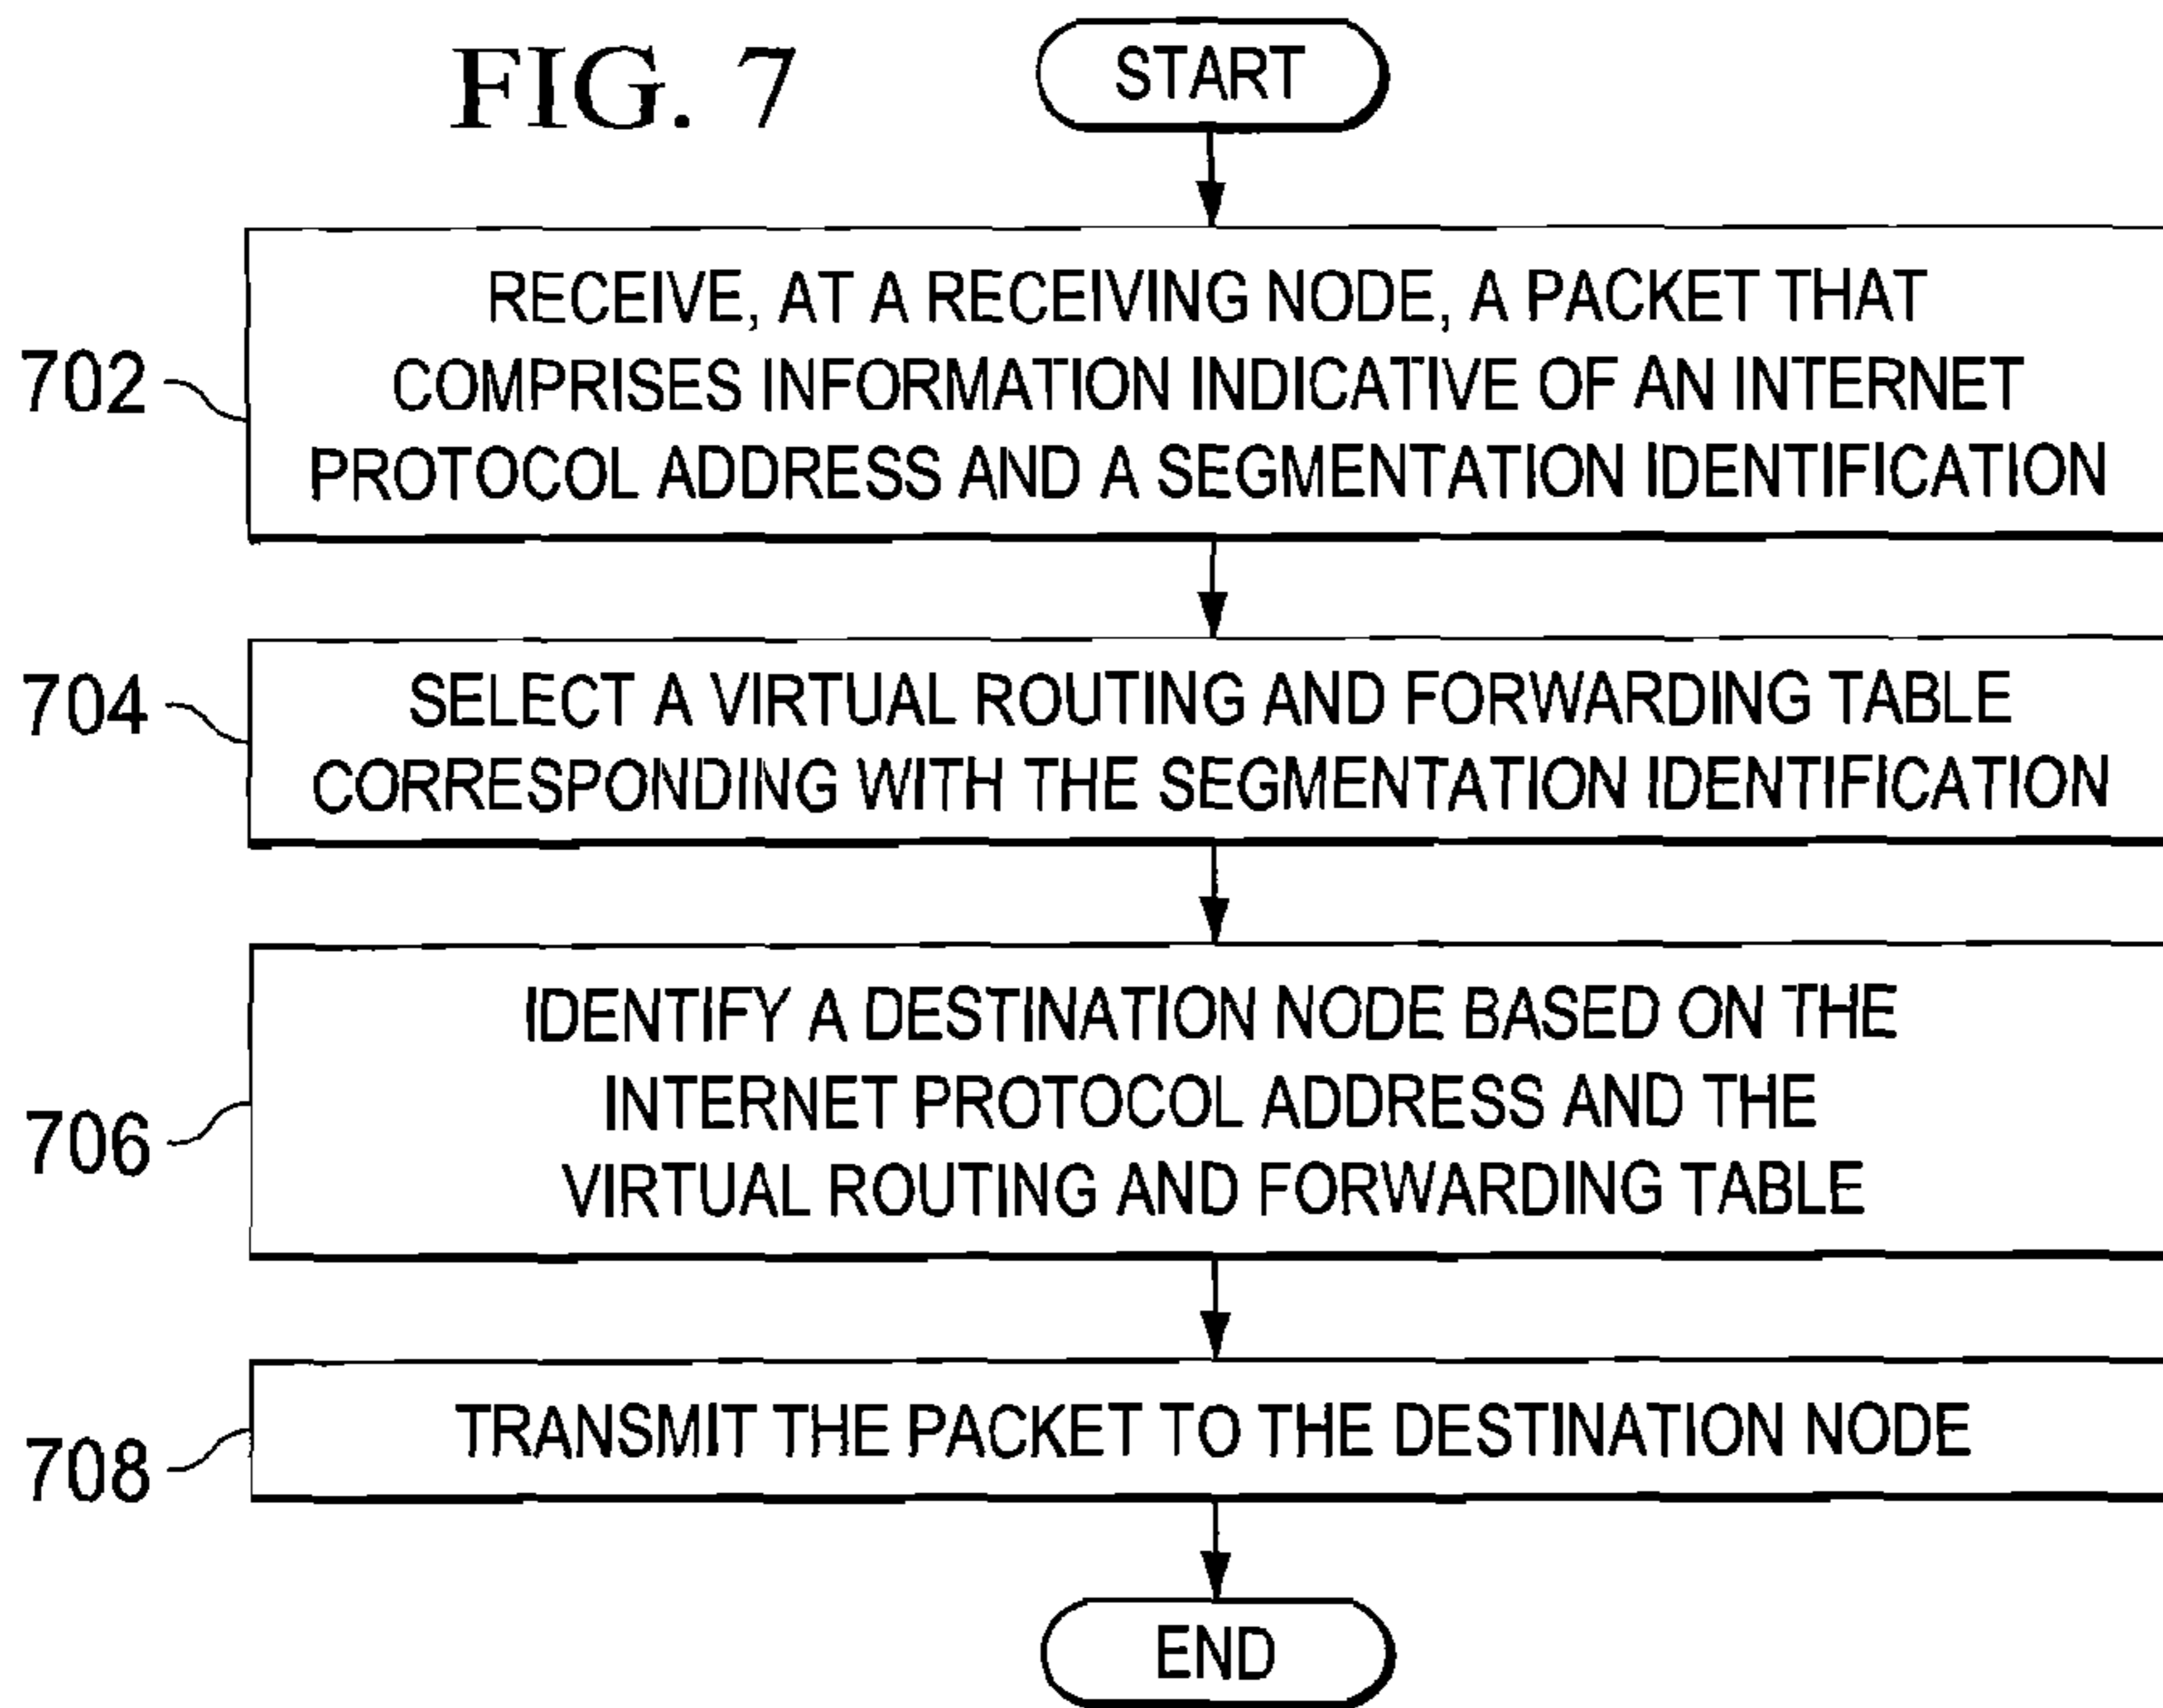 FIG. 7
START
702
RECEIVE, AT A RECEIVING NODE, A PACKET THAT
COMPRISES INFORMATION INDICATIVE OF AN INTERNET
PROTOCOL ADDRESS AND A SEGMENTATION IDENTIFICATION
704
SELECT A VIRTUAL ROUTING AND FORWARDING TABLE
CORRESPONDING WITH THE SEGMENTATION IDENTIFICATION
706
IDENTIFY A DESTINATION NODE BASED ON THE
INTERNET PROTOCOL ADDRESS AND THE
VIRTUAL ROUTING AND FORWARDING TABLE
708
TRANSMIT THE PACKET TO THE DESTINATION NODE
END